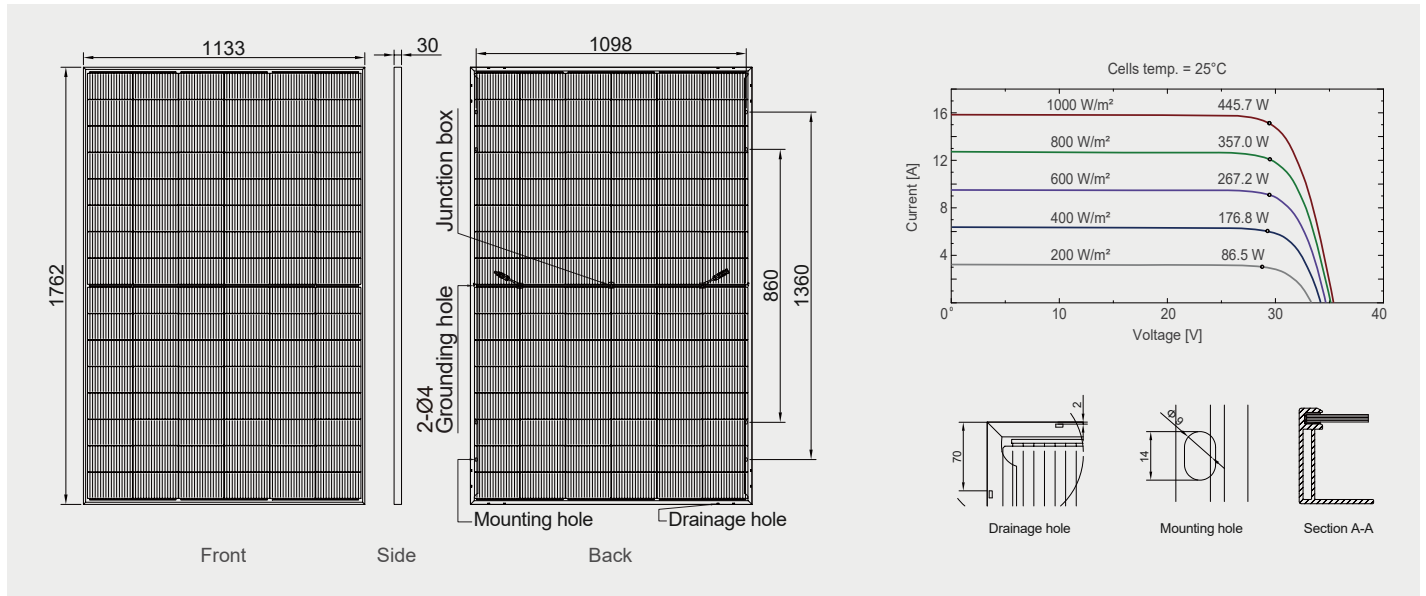 1133
30
1098
1762
Junction box
860
1360
2-Ø4
Grounding hole
Mounting hole
Drainage hole
Front
Side
Back
Cells temp. = 25°C
Current [A]
16
12
8
4
1000 W/m² 445.7 W
800 W/m² 357.0 W
600 W/m² 267.2 W
400 W/m² 176.8 W
200 W/m² 86.5 W
0 10 20 30 40
Voltage [V]
2
70
Drainage hole
Ø 9
14
Mounting hole
Section A-A